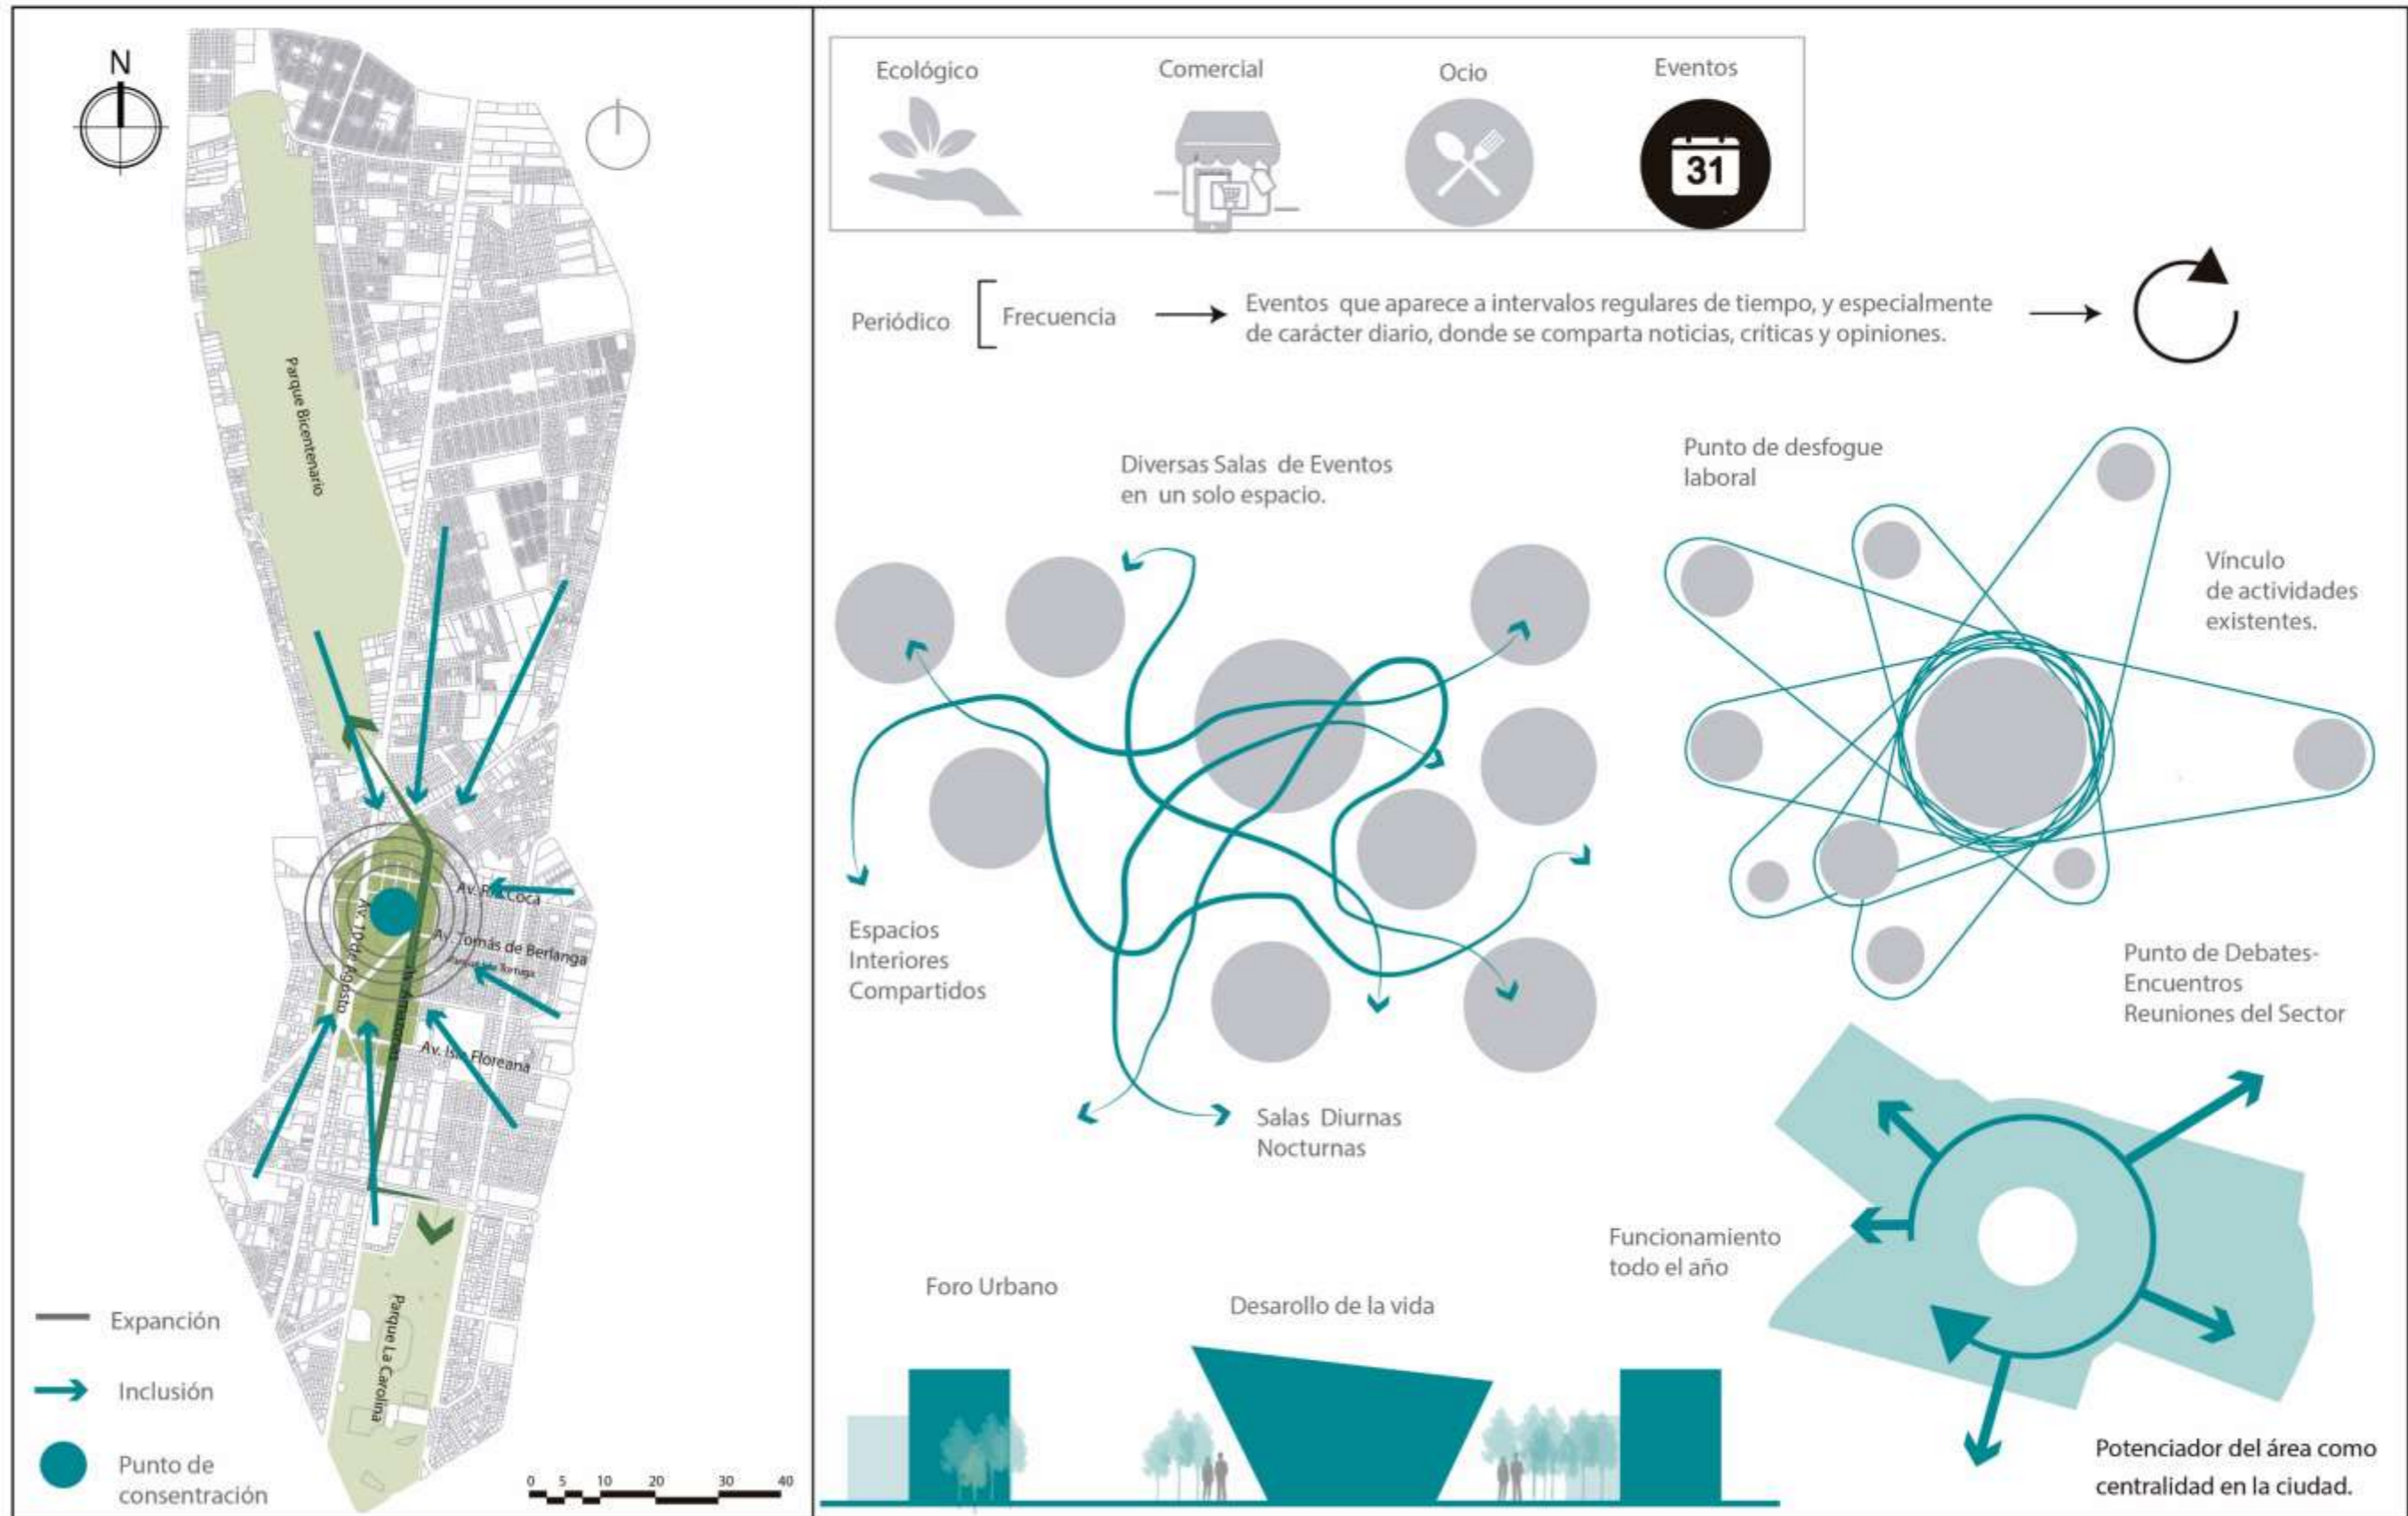 N
Parque Bicentenario
Av. Río Coca
Av. 10 de Agosto
Av. Tomás de Berlanga
Tortuga
Av. Amazonas
Av. Isla Floreana
Parque La Carolina
Expanción
Inclusión
Punto de
consentración
0 5 10 20 30 40
Ecológico
Comercial
Ocio
Eventos
31
Periódico
Frecuencia
Eventos que aparece a intervalos regulares de tiempo, y especialmente
de carácter diario, donde se comparta noticias, críticas y opiniones.
Diversas Salas de Eventos
en un solo espacio.
Espacios
Interiores
Compartidos
Salas Diurnas
Nocturnas
Punto de desfogue
laboral
Vínculo
de actividades
existentes.
Punto de Debates-
Encuentros
Reuniones del Sector
Funcionamiento
todo el año
Foro Urbano
Desarollo de la vida
Potenciador del área como
centralidad en la ciudad.